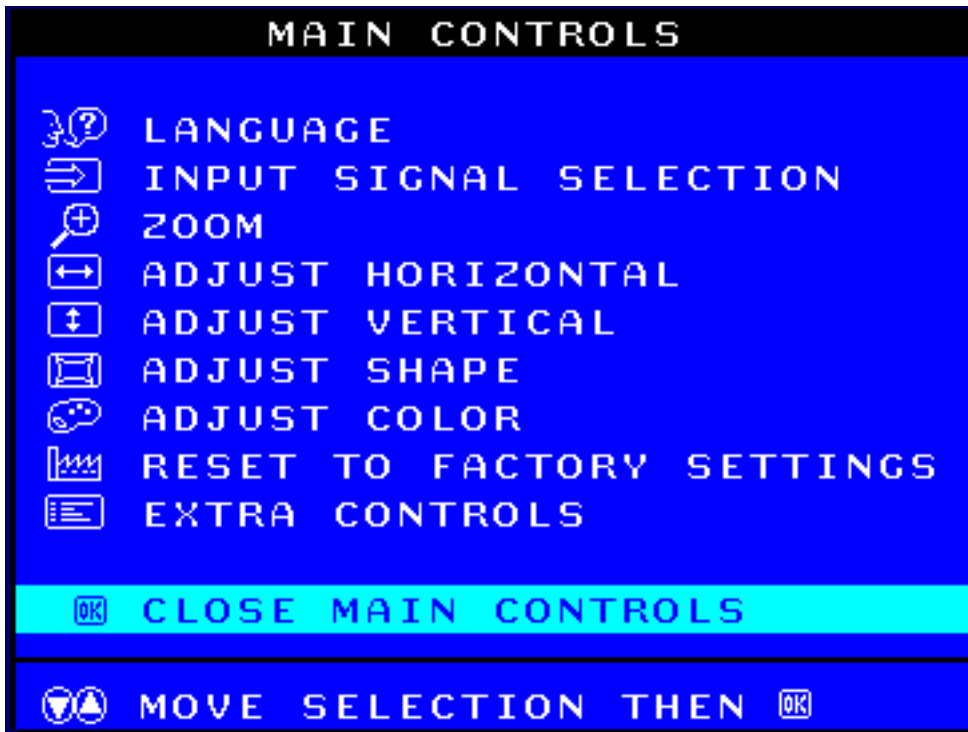 MAIN CONTROLS
LANGUAGE
INPUT SIGNAL SELECTION
ZOOM
ADJUST HORIZONTAL
ADJUST VERTICAL
ADJUST SHAPE
ADJUST COLOR
RESET TO FACTORY SETTINGS
EXTRA CONTROLS
OK CLOSE MAIN CONTROLS
MOVE SELECTION THEN OK